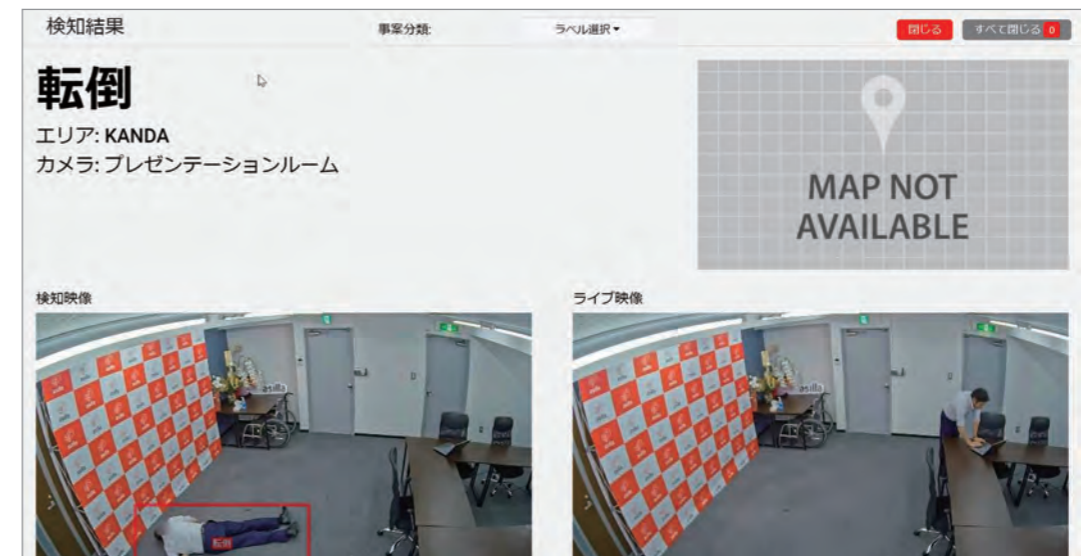 検知結果
事案分類:
ラベル選択▾
閉じる
すべて閉じる 0
転倒
エリア: KANDA
カメラ: プレゼンテーションルーム
MAP NOT
AVAILABLE
検知映像
ライブ映像
asilla
転倒